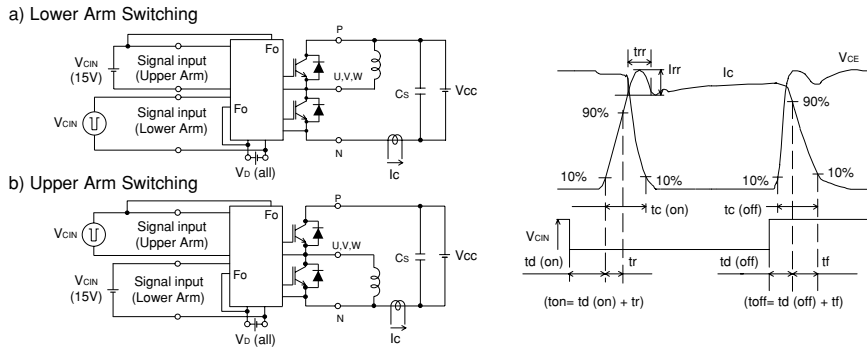 a) Lower Arm Switching
VCIN
(15V)
Signal input
(Upper Arm)
Fo
VCIN
Signal input
(Lower Arm)
Fo
VD (all)
P
U,V,W
CS
VCC
N
Ic
b) Upper Arm Switching
VCIN
Signal input
(Upper Arm)
Fo
VCIN
(15V)
Signal input
(Lower Arm)
Fo
VD (all)
P
U,V,W
CS
VCC
N
Ic
trr
Irr
Ic
VCE
90%
90%
10%
10%
10%
10%
tc (on)
tc (off)
VCIN
td (on)
tr
td (off)
tf
(ton= td (on) + tr)
(toff= td (off) + tf)